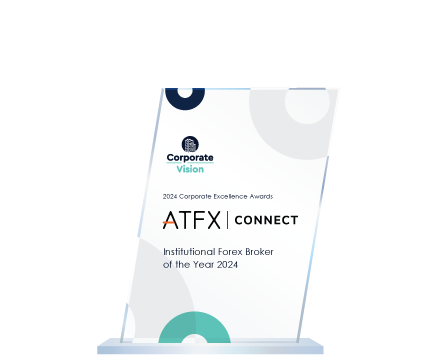 Corporate
Vision
2024 Corporate Excellence Awards
ATFX | CONNECT
Institutional Forex Broker
of the Year 2024